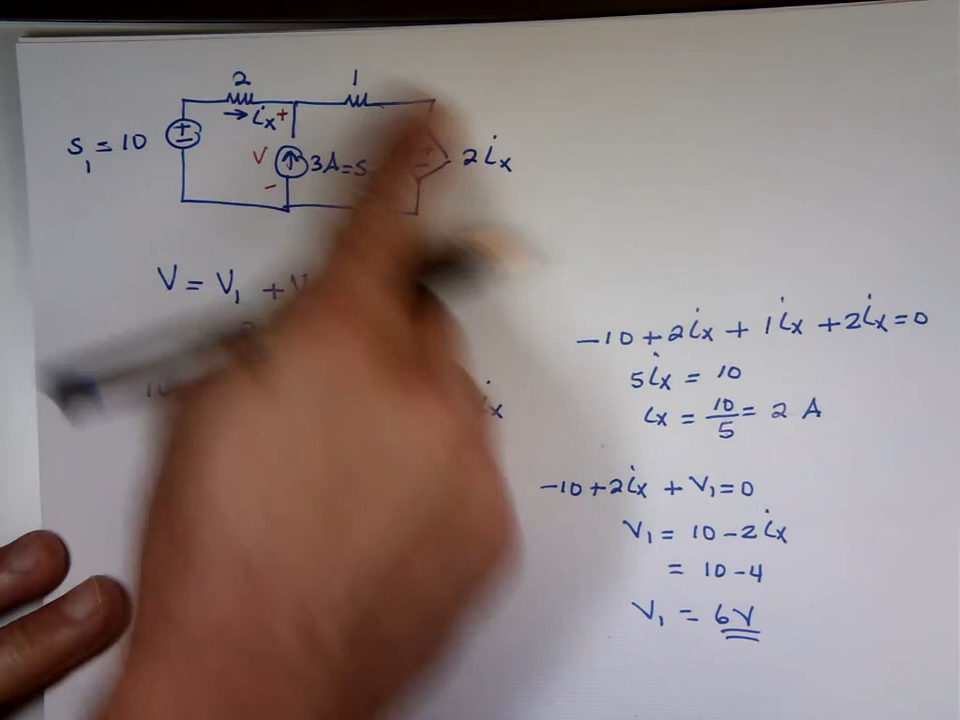 2 1
S₁ = 10
→ ix +
V
3A = S
2ix
-
V = V₁ +
-10 + 2ix + 1ix + 2ix = 0
5ix = 10
ix = 10/5 = 2 A
-10 + 2ix + V₁ = 0
V₁ = 10 - 2ix
= 10 - 4
V₁ = 6V